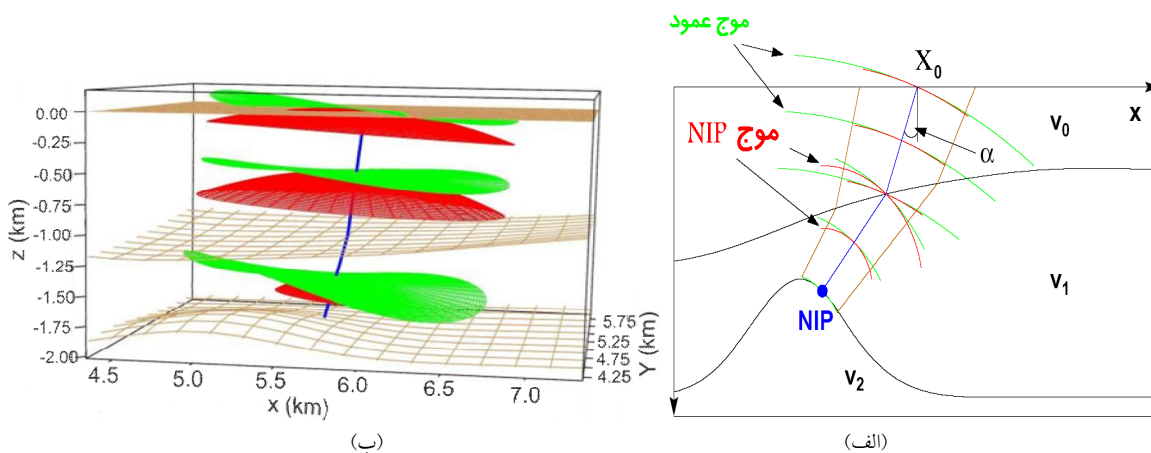 موج عمود
X₀
x
v₀
موج NIP
α
v₁
NIP
v₂
(الف)
0.00
-0.25
-0.50
-0.75
-1.00
-1.25
-1.50
-1.75
-2.00
z (km)
4.5 5.0 5.5 6.0 6.5 7.0
x (km)
5.75
5.25
4.75
4.25
Y (km)
(ب)